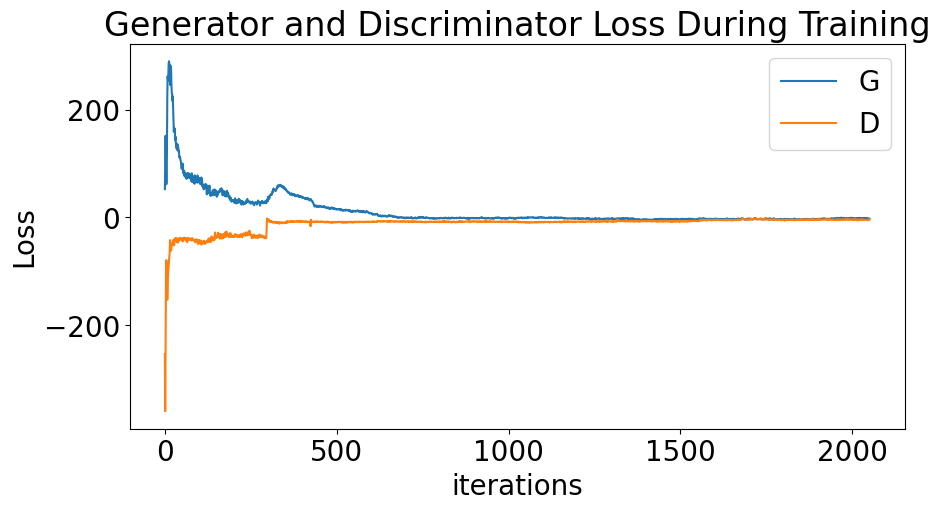 Generator and Discriminator Loss During Training
G
D
Loss
200
0
−200
0 500 1000 1500 2000
iterations